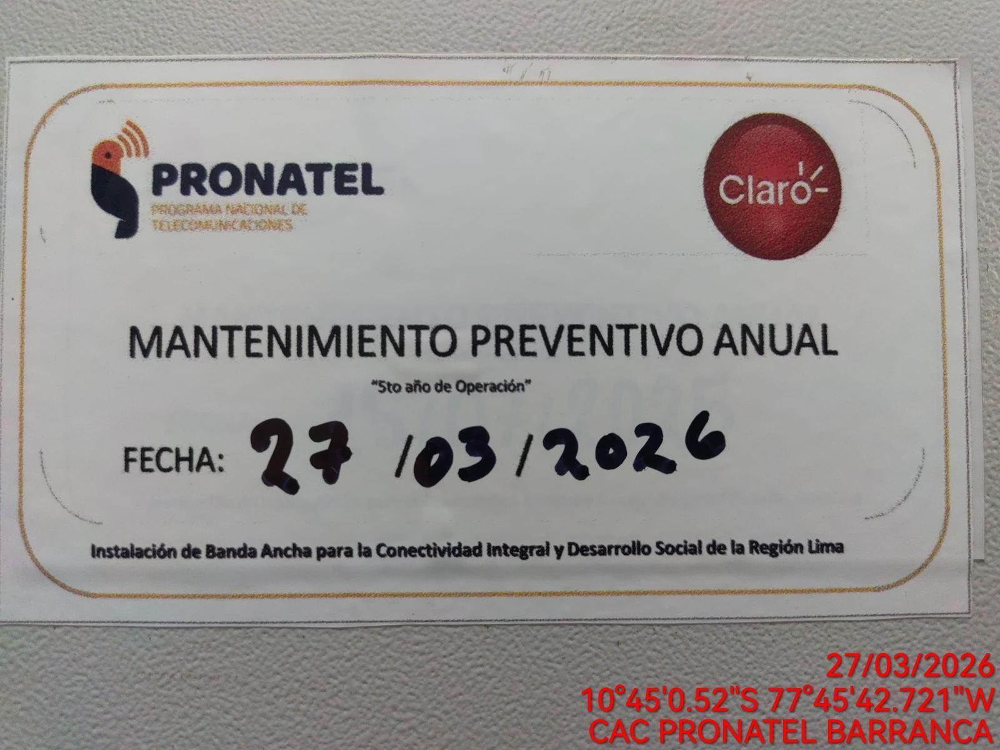 PRONATEL
PROGRAMA NACIONAL DE
TELECOMUNICACIONES
Claro
MANTENIMIENTO PREVENTIVO ANUAL
"5to año de Operación"
FECHA: 27/03/2026
Instalación de Banda Ancha para la Conectividad Integral y Desarrollo Social de la Región Lima
27/03/2026
10°45'0.52"S 77°45'42.721"W
CAC PRONATEL BARRANCA